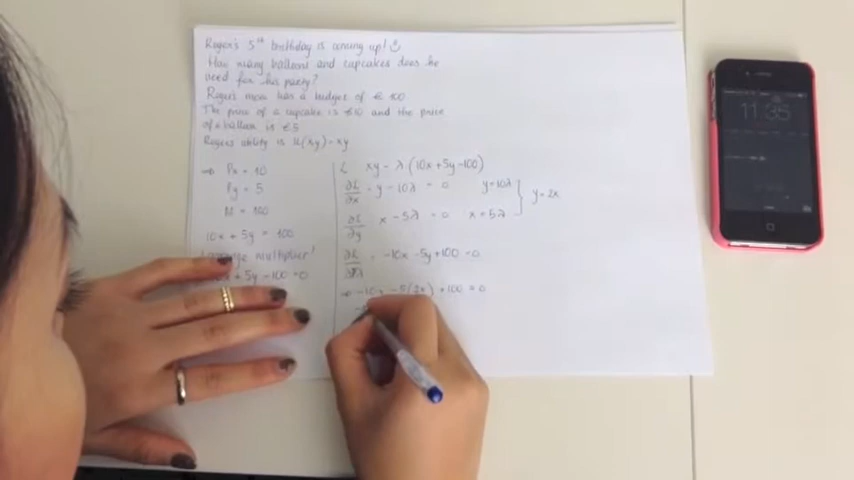 Roger's 5th birthday is coming up!
How many balloons and cupcakes does he
need for his party?
Roger's mom has a budget of € 100
The price of a cupcake is €10 and the price
of a balloon is €5
Rogers utility is U(xy)=xy
⇒ Px = 10
Py = 5
M = 100
10x + 5y = 100
Lagrange multiplier!
+ 5y - 100 = 0
£ xy - λ (10x + 5y - 100)
∂£/∂x = y - 10λ = 0 y = 10λ
y = 2x
∂£/∂y x - 5λ = 0 x = 5λ
∂£/∂λ = -10x - 5y + 100 = 0
⇒ -10x - 5(2x) + 100 = 0
11:35